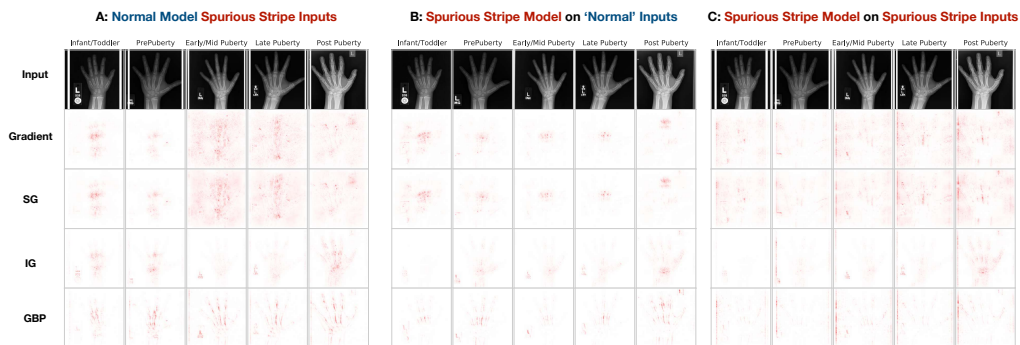 A: Normal Model Spurious Stripe Inputs
B: Spurious Stripe Model on ‘Normal’ Inputs
C: Spurious Stripe Model on Spurious Stripe Inputs
Infant/Toddler PrePuberty Early/Mid Puberty Late Puberty Post Puberty
Infant/Toddler PrePuberty Early/Mid Puberty Late Puberty Post Puberty
Infant/Toddler PrePuberty Early/Mid Puberty Late Puberty Post Puberty
Input
Gradient
SG
IG
GBP